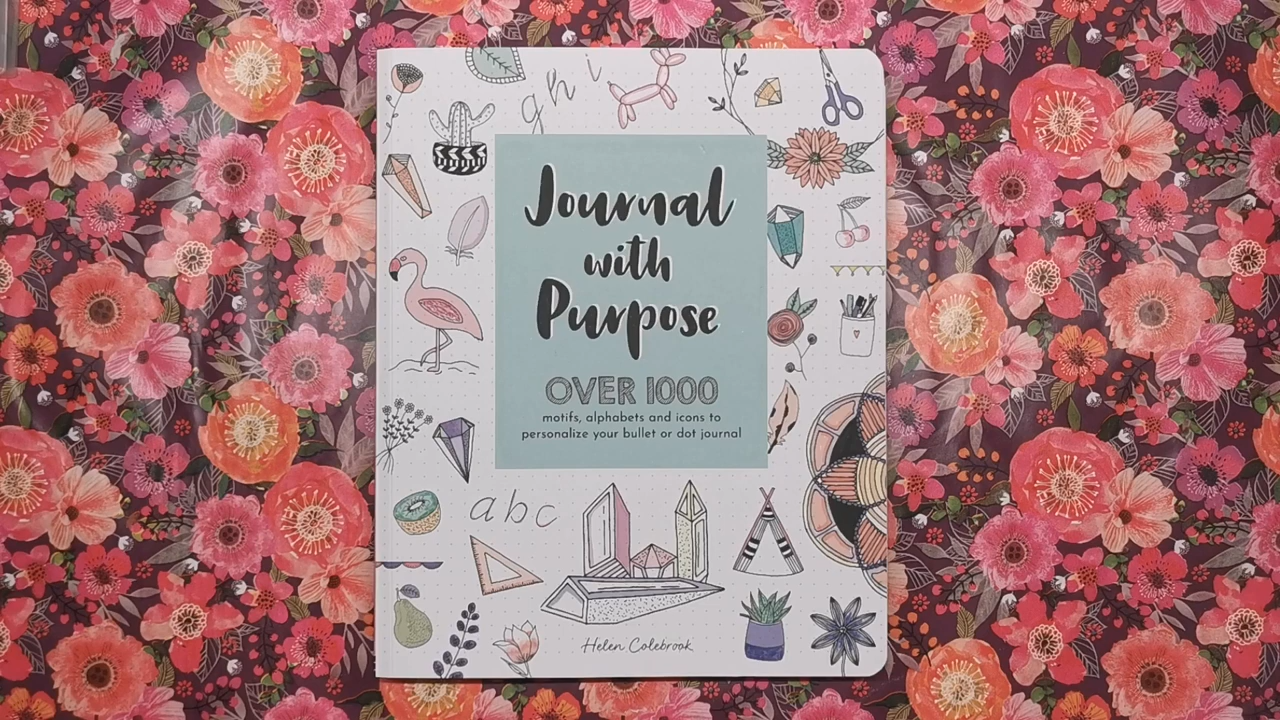 g h i
Journal
with
Purpose
OVER 1000
motifs, alphabets and icons to
personalize your bullet or dot journal
a b c
Helen Colebrook